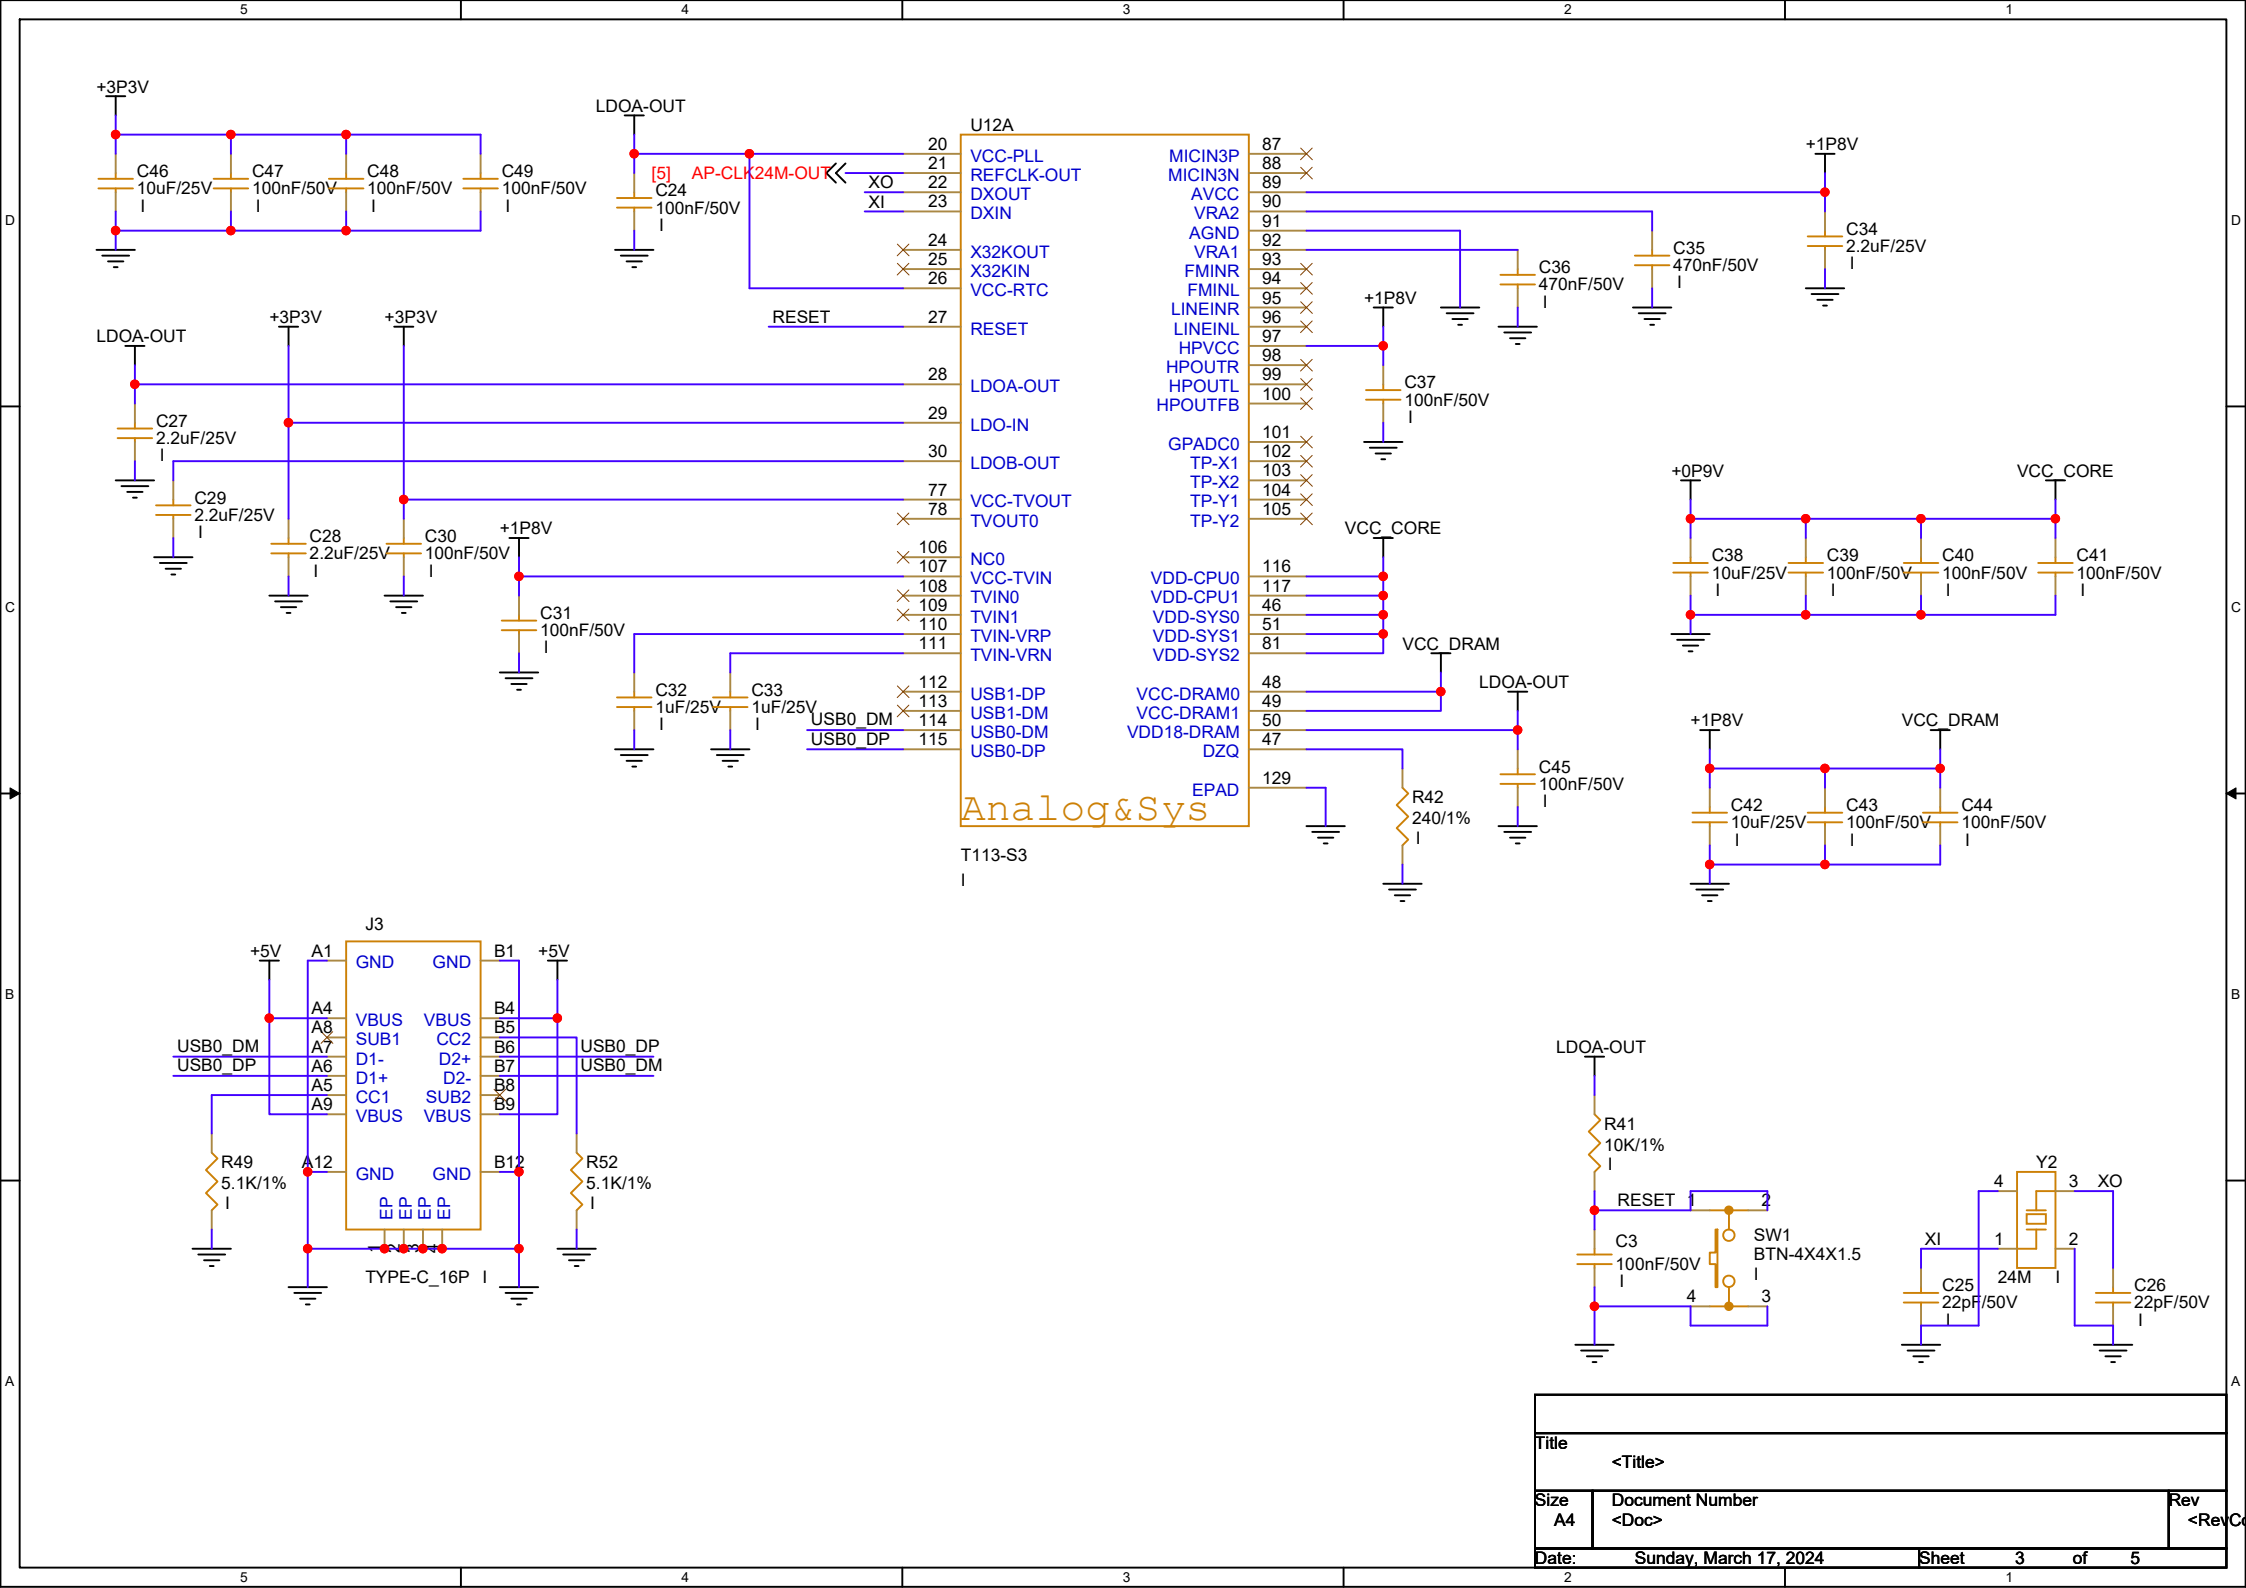 5
4
3
2
1
D
C
B
A
D
C
B
A
+3P3V
C46
10uF/25V
I
C47
100nF/50V
I
C48
100nF/50V
I
C49
100nF/50V
I
LDOA-OUT
[5]
AP-CLK24M-OUT
C24
100nF/50V
I
XO
XI
RESET
LDOA-OUT
+3P3V
+3P3V
C27
2.2uF/25V
I
C29
2.2uF/25V
I
C28
2.2uF/25V
I
C30
100nF/50V
I
+1P8V
C31
100nF/50V
I
C32
1uF/25V
I
C33
1uF/25V
I
USB0_DM
USB0_DP
U12A
20 VCC-PLL
21 REFCLK-OUT
22 DXOUT
23 DXIN
24 X32KOUT
25 X32KIN
26 VCC-RTC
27 RESET
28 LDOA-OUT
29 LDO-IN
30 LDOB-OUT
77 VCC-TVOUT
78 TVOUT0
106 NC0
107 VCC-TVIN
108 TVIN0
109 TVIN1
110 TVIN-VRP
111 TVIN-VRN
112 USB1-DP
113 USB1-DM
114 USB0-DM
115 USB0-DP
MICIN3P 87
MICIN3N 88
AVCC 89
VRA2 90
AGND 91
VRA1 92
FMINR 93
FMINL 94
LINEINR 95
LINEINL 96
HPVCC 97
HPOUTR 98
HPOUTL 99
HPOUTFB 100
GPADC0 101
TP-X1 102
TP-X2 103
TP-Y1 104
TP-Y2 105
VDD-CPU0 116
VDD-CPU1 117
VDD-SYS0 46
VDD-SYS1 51
VDD-SYS2 81
VCC-DRAM0 48
VCC-DRAM1 49
VDD18-DRAM 50
DZQ 47
EPAD 129
Analog&Sys
T113-S3
I
+1P8V
C34
2.2uF/25V
I
C35
470nF/50V
I
C36
470nF/50V
I
+1P8V
C37
100nF/50V
I
VCC_CORE
VCC_DRAM
LDOA-OUT
C45
100nF/50V
I
R42
240/1%
I
+0P9V
VCC_CORE
C38
10uF/25V
I
C39
100nF/50V
I
C40
100nF/50V
I
C41
100nF/50V
I
+1P8V
VCC_DRAM
C42
10uF/25V
I
C43
100nF/50V
I
C44
100nF/50V
I
J3
+5V
+5V
A1 GND
A4 VBUS
A8 SUB1
A7 D1-
A6 D1+
A5 CC1
A9 VBUS
A12 GND
GND B1
VBUS B4
CC2 B5
D2+ B6
D2- B7
SUB2 B8
VBUS B9
GND B12
EP EP EP EP
1 2 3 4
USB0_DM
USB0_DP
USB0_DP
USB0_DM
R49
5.1K/1%
I
R52
5.1K/1%
I
TYPE-C_16P I
LDOA-OUT
R41
10K/1%
I
RESET
1
2
C3
100nF/50V
I
SW1
BTN-4X4X1.5
I
4
3
Y2
4
3
XO
XI
1
2
24M
I
C25
22pF/50V
I
C26
22pF/50V
I
Title
<Title>
Size
A4
Document Number
<Doc>
Rev
Date:
Sunday, March 17, 2024
Sheet 3 of 5
5
4
3
2
1